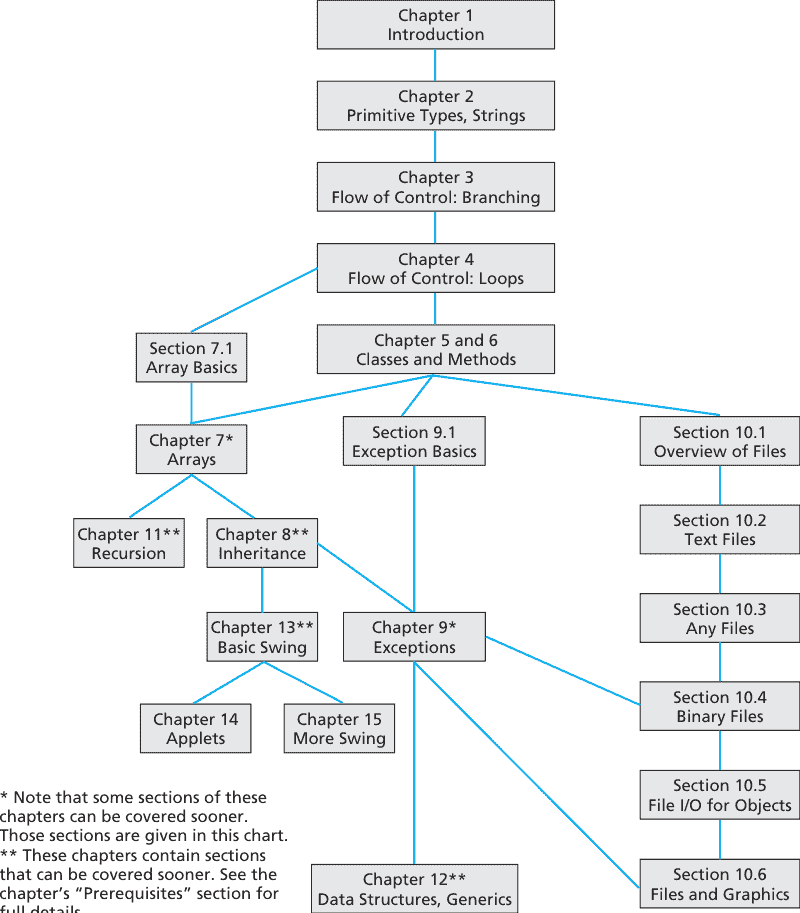 Chapter 1
Introduction
Chapter 2
Primitive Types, Strings
Chapter 3
Flow of Control: Branching
Chapter 4
Flow of Control: Loops
Section 7.1
Array Basics
Chapter 5 and 6
Classes and Methods
Chapter 7*
Arrays
Section 9.1
Exception Basics
Section 10.1
Overview of Files
Chapter 11**
Recursion
Chapter 8**
Inheritance
Section 10.2
Text Files
Section 10.3
Any Files
Chapter 13**
Basic Swing
Chapter 9*
Exceptions
Section 10.4
Binary Files
Chapter 14
Applets
Chapter 15
More Swing
Section 10.5
File I/O for Objects
Chapter 12**
Data Structures, Generics
Section 10.6
Files and Graphics
* Note that some sections of these
chapters can be covered sooner.
Those sections are given in this chart.
** These chapters contain sections
that can be covered sooner. See the
chapter’s “Prerequisites” section for
full details